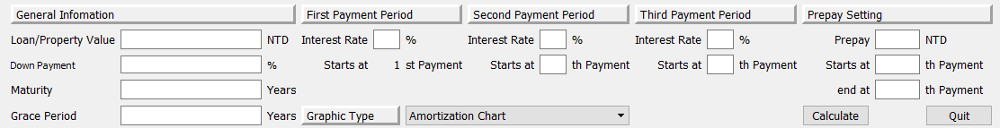 General Infomation First Payment Period Second Payment Period Third Payment Period Prepay Setting
Loan/Property Value NTD Interest Rate % Interest Rate % Interest Rate % Prepay NTD
Down Payment % Starts at 1 st Payment Starts at th Payment Starts at th Payment Starts at th Payment
Maturity Years end at th Payment
Grace Period Years Graphic Type Amortization Chart Calculate Quit